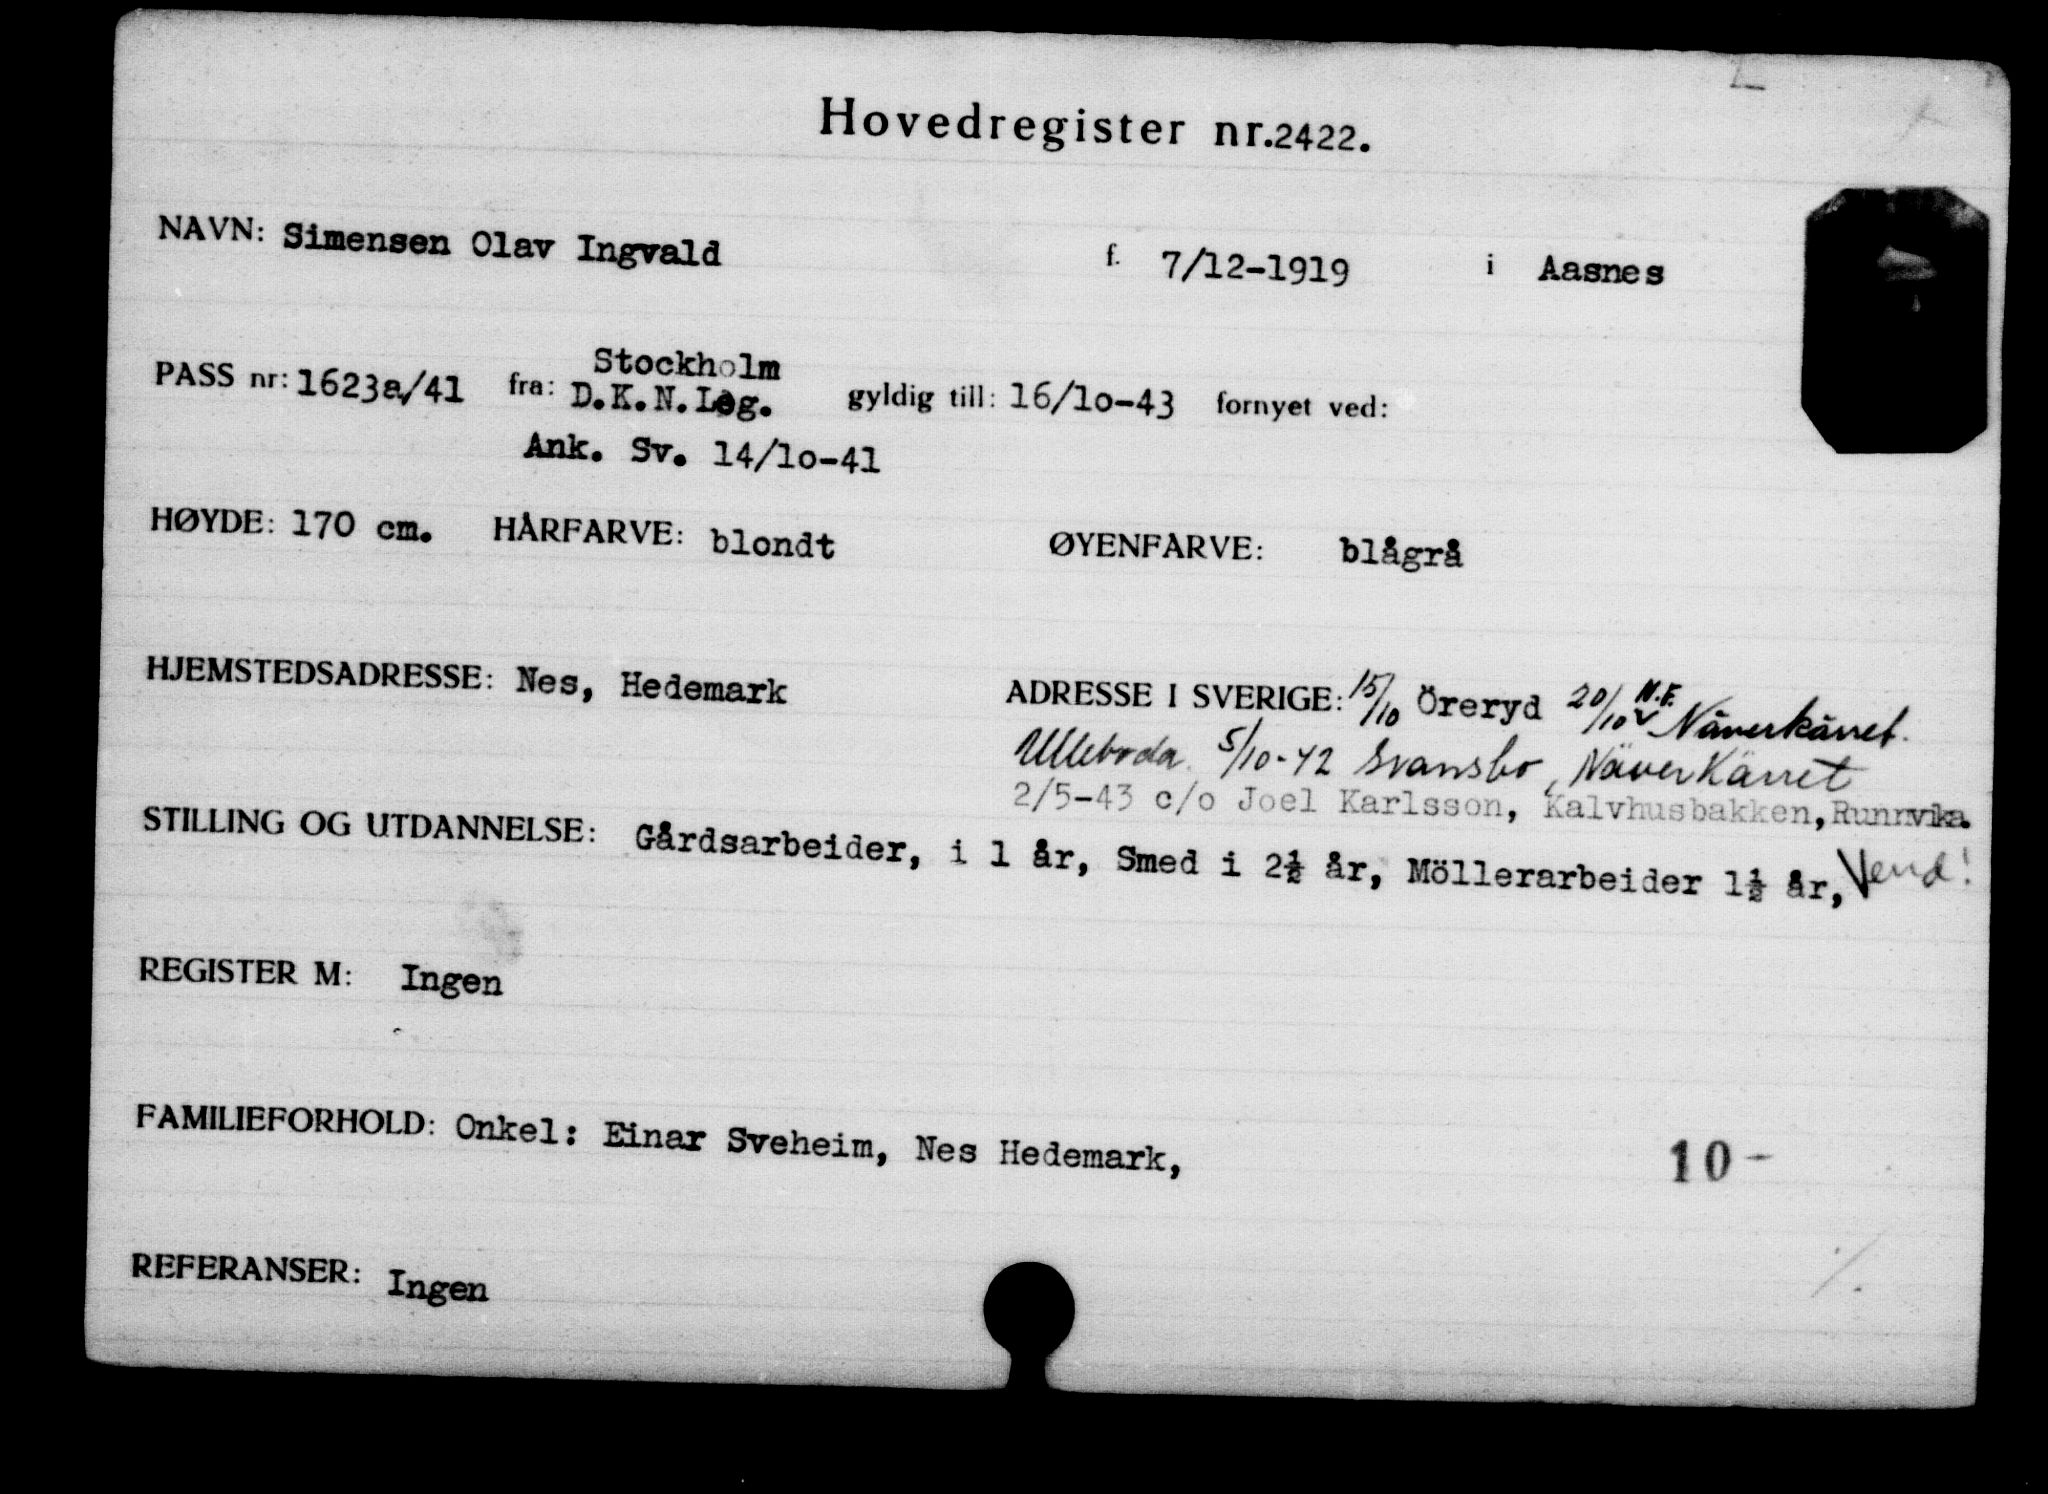 Hovedregister nr.2422.
NAVN: Simensen Olav Ingvald f. 7/12-1919 i Aasnes
Stockholm
PASS nr: 1623a/41 fra: D.K.N.Leg. gyldig till: 16/lo-43 fornyet ved:
Ank. Sv. 14/lo-41
HØYDE: 170 cm. HÅRFARVE: blondt ØYENFARVE: blågrå
HJEMSTEDSADRESSE: Nes, Hedemark ADRESSE I SVERIGE: 15/10 Öreryd 20/10 N.F. Näverkärret.
Ulleboda. 5/10-42 Svansbo, Näverkärret
2/5-43 c/o Joel Karlsson, Kalvhusbakken, Runnvika.
STILLING OG UTDANNELSE: Gårdsarbeider, i 1 år, Smed i 2½ år, Möllerarbeider 1½ år, Vend!
REGISTER M: Ingen
FAMILIEFORHOLD: Onkel: Einar Sveheim, Nes Hedemark,
10-
REFERANSER: Ingen